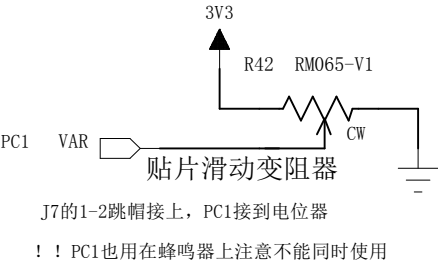 3V3
R42 RM065-V1
PC1 VAR
CW
贴片滑动变阻器
J7的1-2跳帽接上，PC1接到电位器
！！PC1也用在蜂鸣器上注意不能同时使用